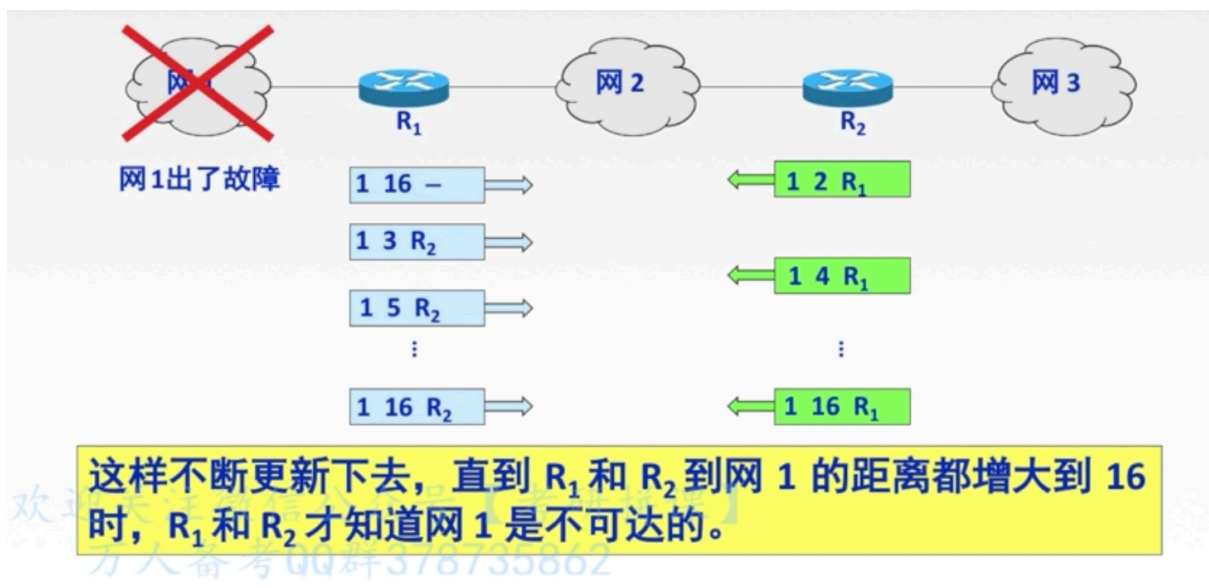 网 2
网 3
R1
R2
网1出了故障
1 16 –
1 2 R1
1 3 R2
1 4 R1
1 5 R2
⋮
⋮
1 16 R2
1 16 R1
这样不断更新下去，直到 R1 和 R2 到网 1 的距离都增大到 16
时，R1 和 R2 才知道网 1 是不可达的。
万人备考QQ群378735862